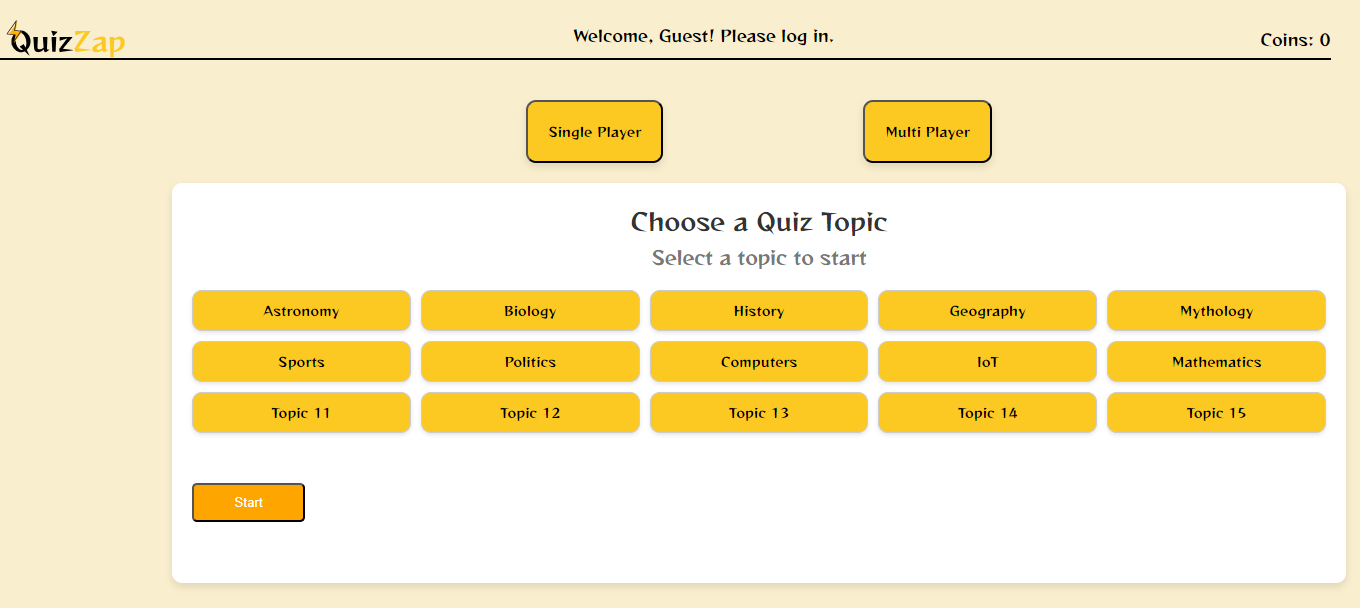 QuizZap
Welcome, Guest! Please log in.
Coins: 0
Single Player
Multi Player
Choose a Quiz Topic
Select a topic to start
Astronomy
Biology
History
Geography
Mythology
Sports
Politics
Computers
IoT
Mathematics
Topic 11
Topic 12
Topic 13
Topic 14
Topic 15
Start